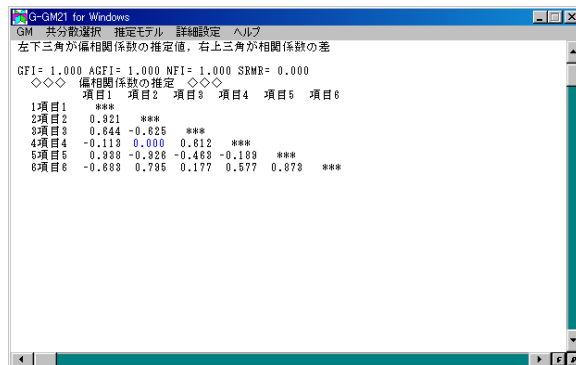 G-GM21 for Windows
GM 共分散選択 推定モデル 詳細設定 ヘルプ
左下三角が偏相関係数の推定値，右上三角が相関係数の差
GFI= 1.000 AGFI= 1.000 NFI= 1.000 SRMR= 0.000
◇◇◇ 偏相関係数の推定 ◇◇◇
項目1 項目2 項目3 項目4 項目5 項目6
1項目1 ***
2項目2 0.921 ***
3項目3 0.644 -0.625 ***
4項目4 -0.113 0.000 0.612 ***
5項目5 0.938 -0.926 -0.463 -0.189 ***
6項目6 -0.683 0.795 0.177 0.577 0.873 ***